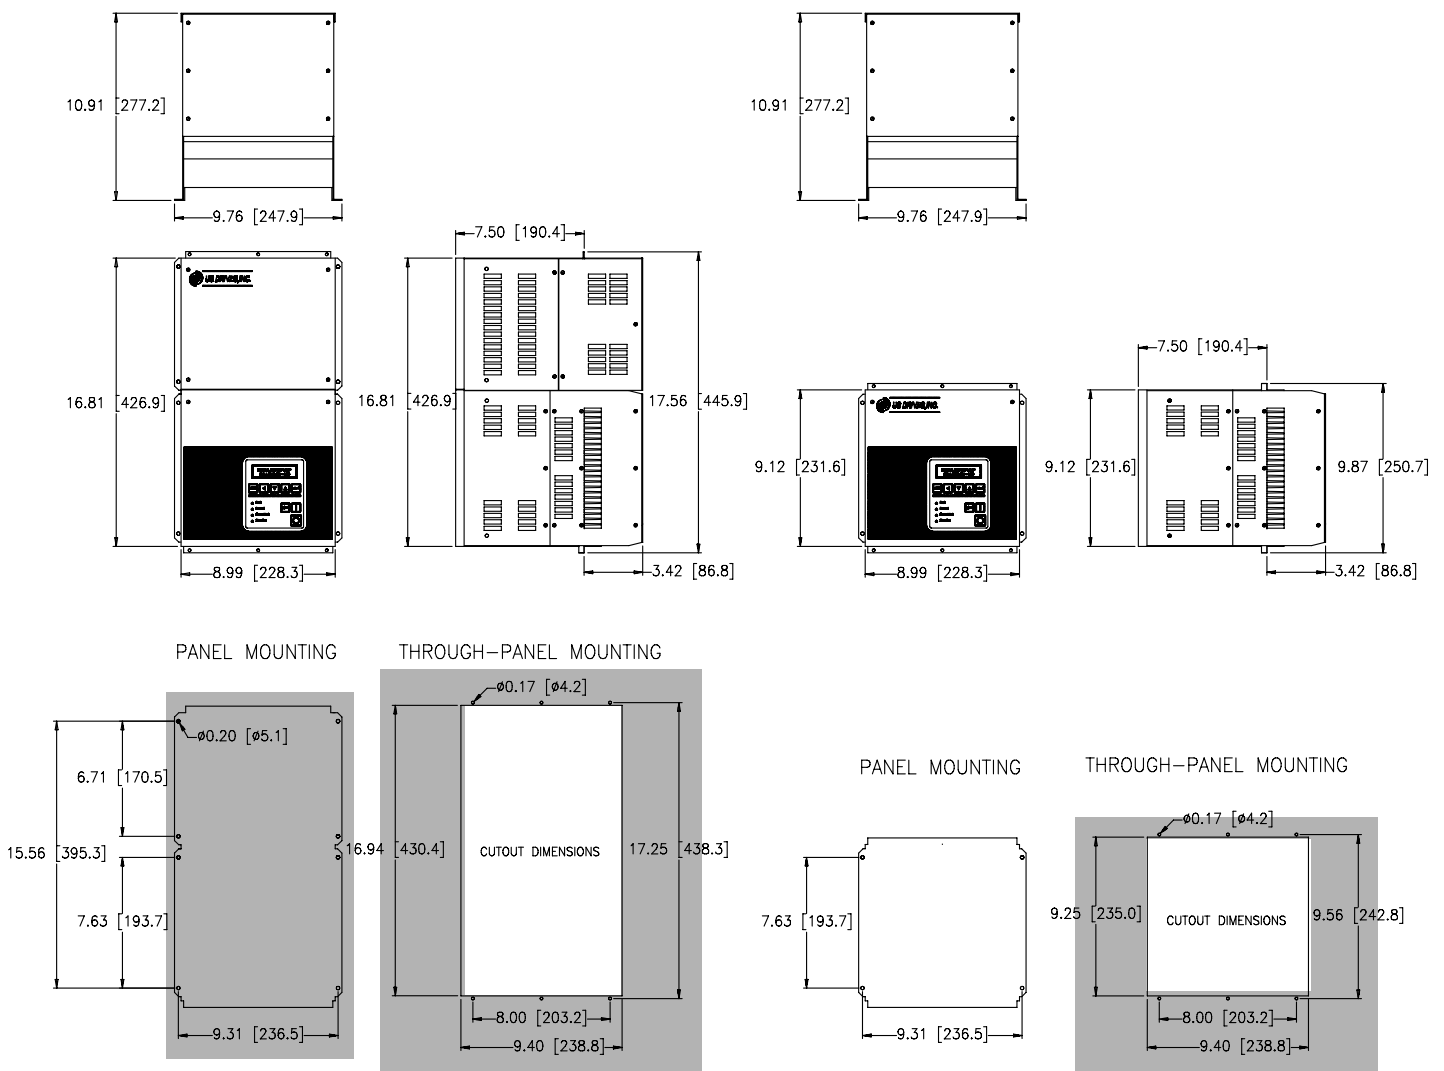 10.91 [277.2]
10.91 [277.2]
9.76 [247.9]
9.76 [247.9]
7.50 [190.4]
US DRIVES, INC.
16.81 [426.9]
16.81 [426.9]
17.56 [445.9]
8.99 [228.3]
3.42 [86.8]
7.50 [190.4]
US DRIVES, INC.
9.12 [231.6]
9.12 [231.6]
9.87 [250.7]
8.99 [228.3]
3.42 [86.8]
PANEL MOUNTING
THROUGH-PANEL MOUNTING
ø0.17 [ø4.2]
ø0.20 [ø5.1]
6.71 [170.5]
15.56 [395.3]
7.63 [193.7]
9.31 [236.5]
16.94 [430.4]
CUTOUT DIMENSIONS
17.25 [438.3]
8.00 [203.2]
9.40 [238.8]
PANEL MOUNTING
THROUGH-PANEL MOUNTING
ø0.17 [ø4.2]
7.63 [193.7]
9.31 [236.5]
9.25 [235.0]
CUTOUT DIMENSIONS
9.56 [242.8]
8.00 [203.2]
9.40 [238.8]